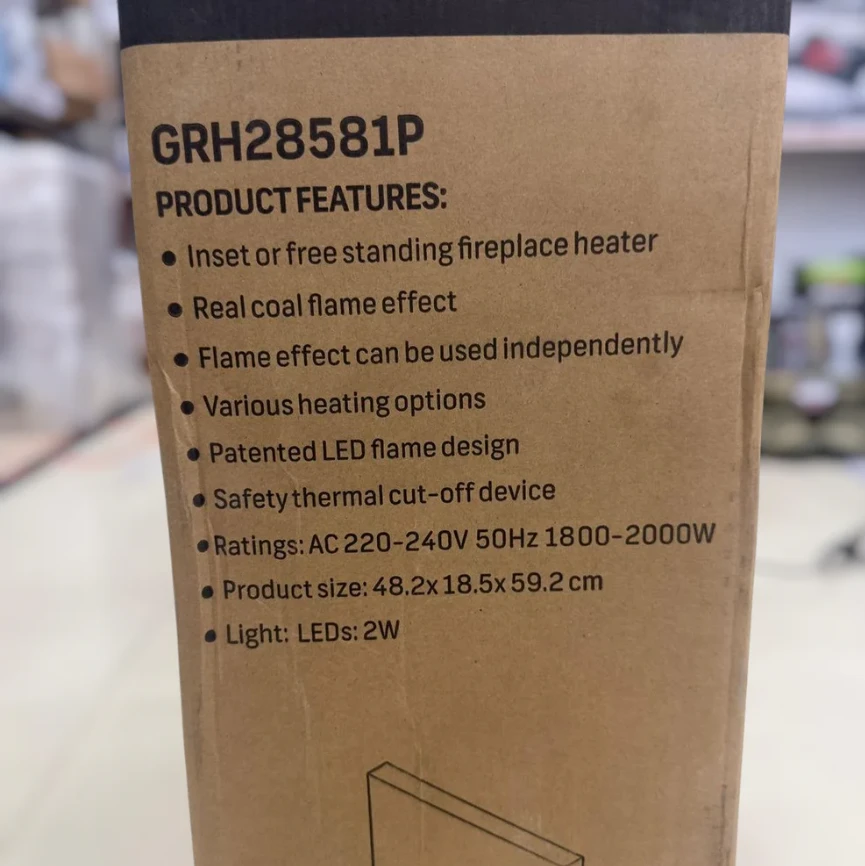 GRH28581P
PRODUCT FEATURES:
• Inset or free standing fireplace heater
• Real coal flame effect
• Flame effect can be used independently
• Various heating options
• Patented LED flame design
• Safety thermal cut-off device
• Ratings: AC 220-240V 50Hz 1800-2000W
• Product size: 48.2x18.5x59.2 cm
• Light: LEDs: 2W